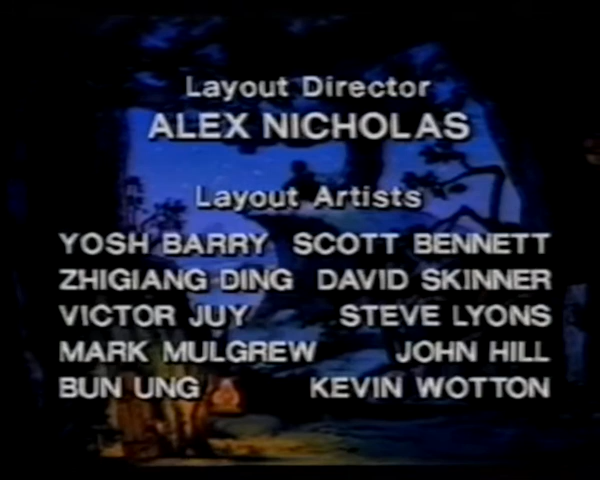 Layout Director
ALEX NICHOLAS
Layout Artists
YOSH BARRY SCOTT BENNETT
ZHIGIANG DING DAVID SKINNER
VICTOR JUY STEVE LYONS
MARK MULGREW JOHN HILL
BUN UNG KEVIN WOTTON